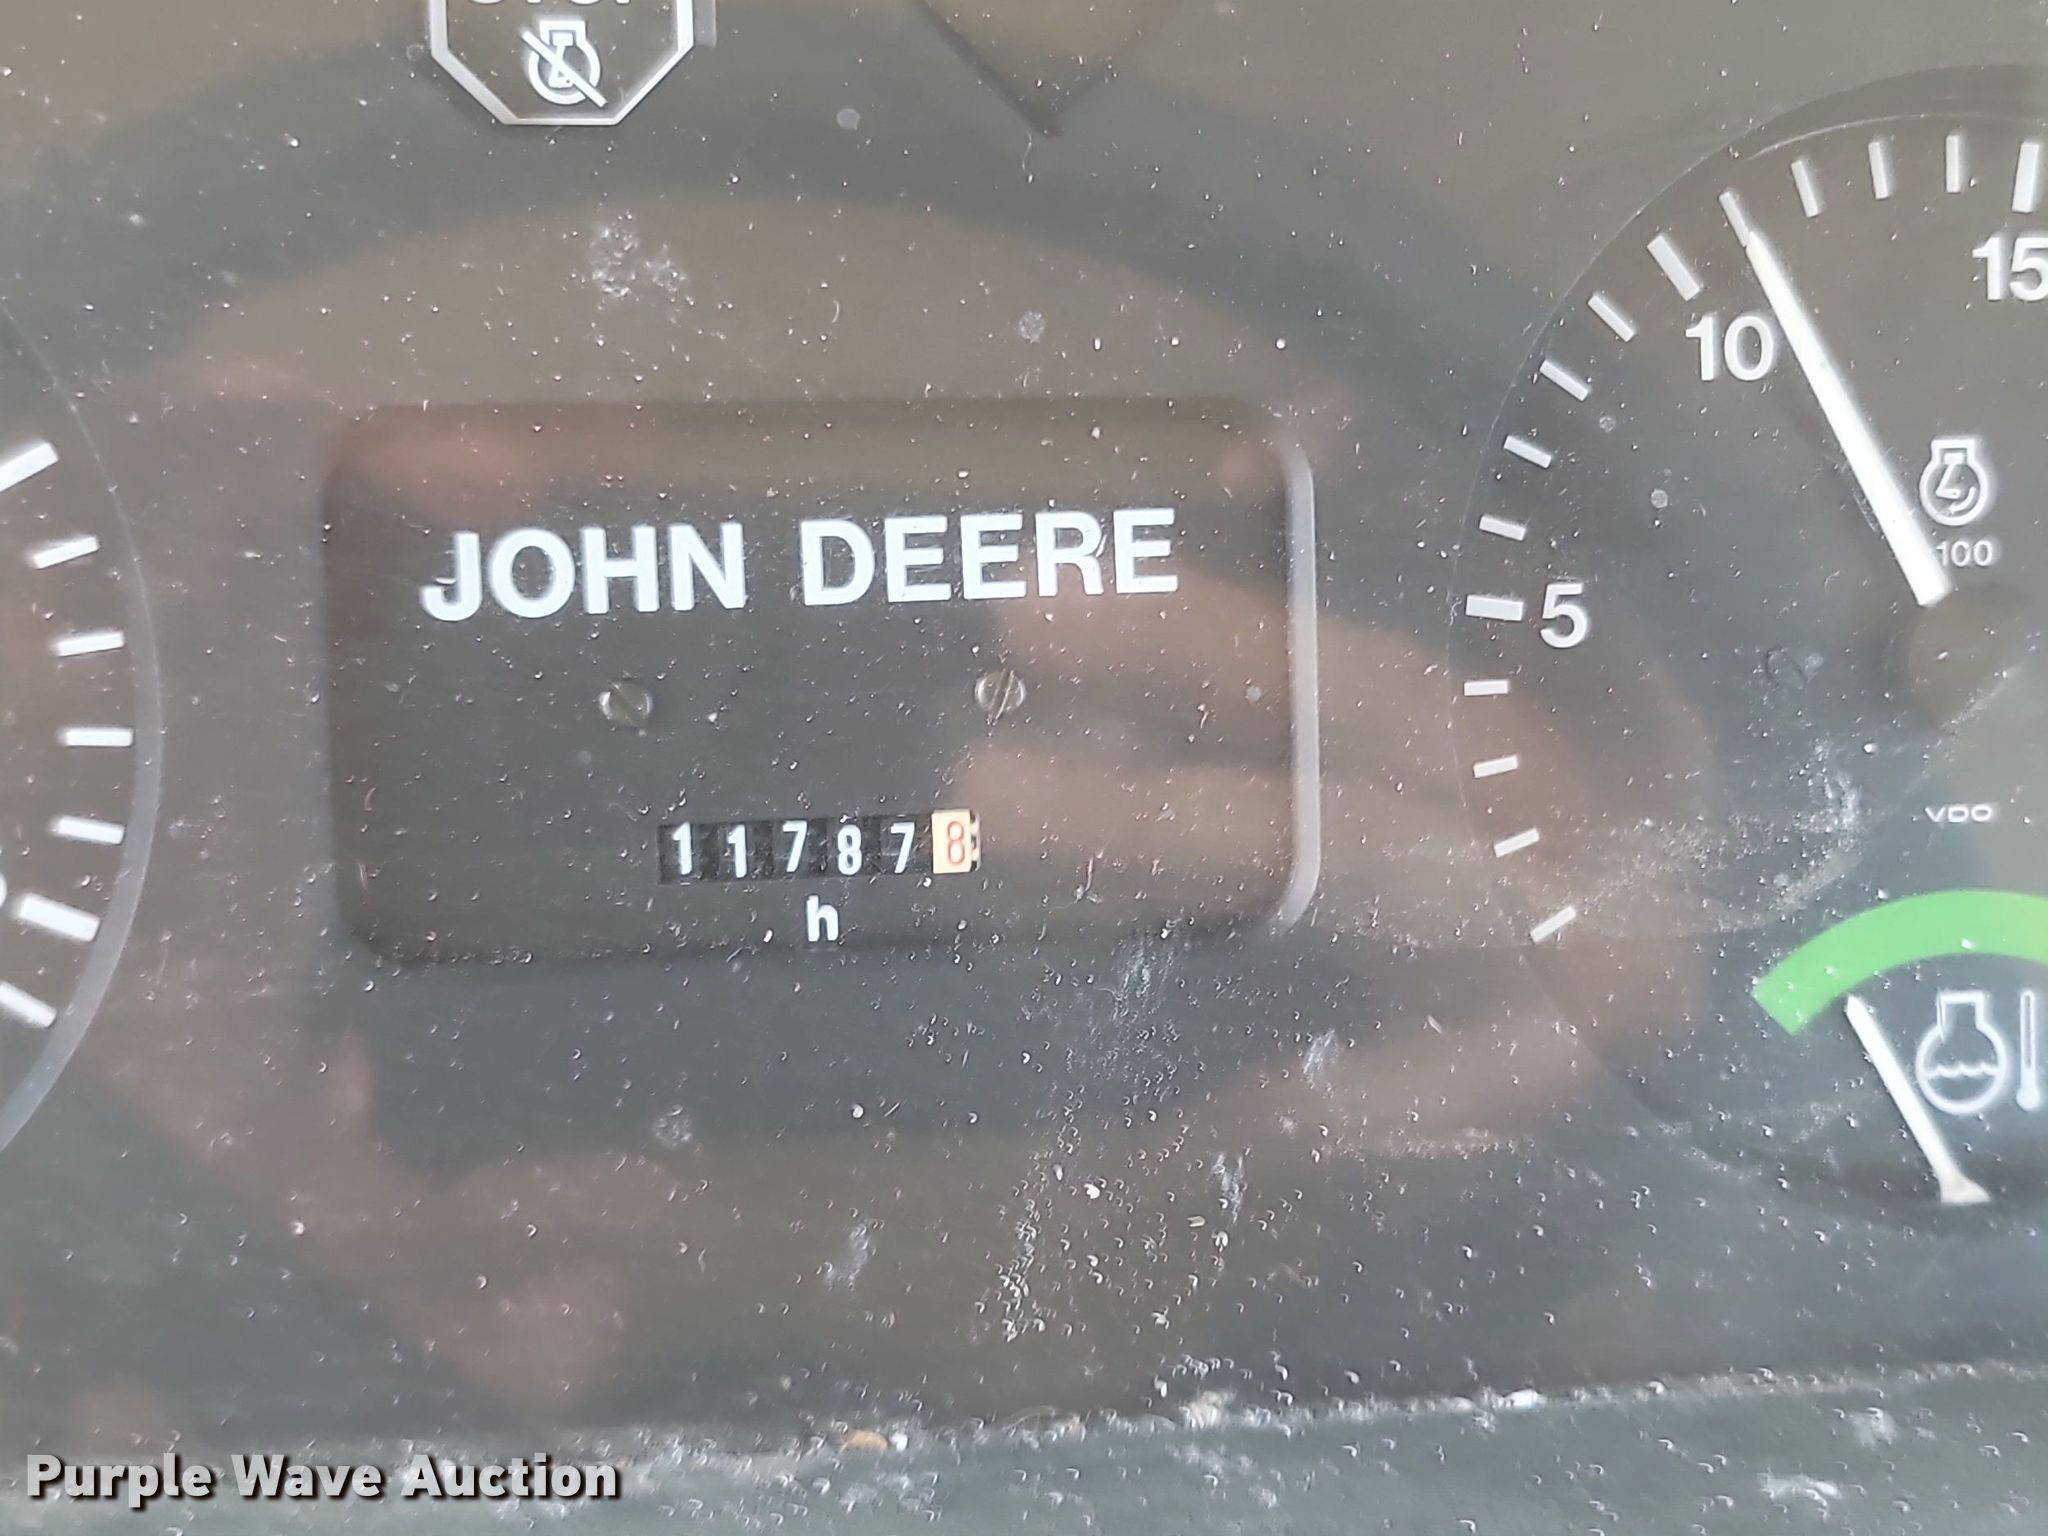 15
10
JOHN DEERE
100
5
117878
h
VDO
Purple Wave Auction